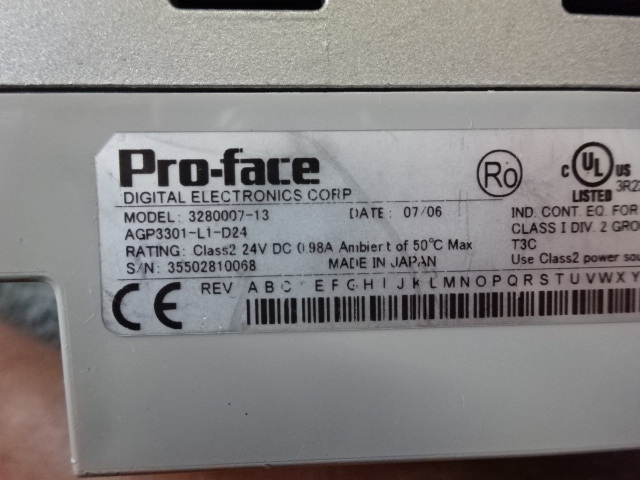 Pro-face
DIGITAL ELECTRONICS CORP
MODEL: 3280007-13 DATE: 07/06
AGP3301-L1-D24
RATING: Class2 24V DC 0.98A Ambient of 50°C Max
S/N: 35502810068 MADE IN JAPAN
CE REV A B C E F G H I J K L M N O P Q R S T U V W X Y
Ro
C UL US
LISTED
IND. CONT. EQ. FOR
CLASS I DIV. 2
T3C
Use Class2 power